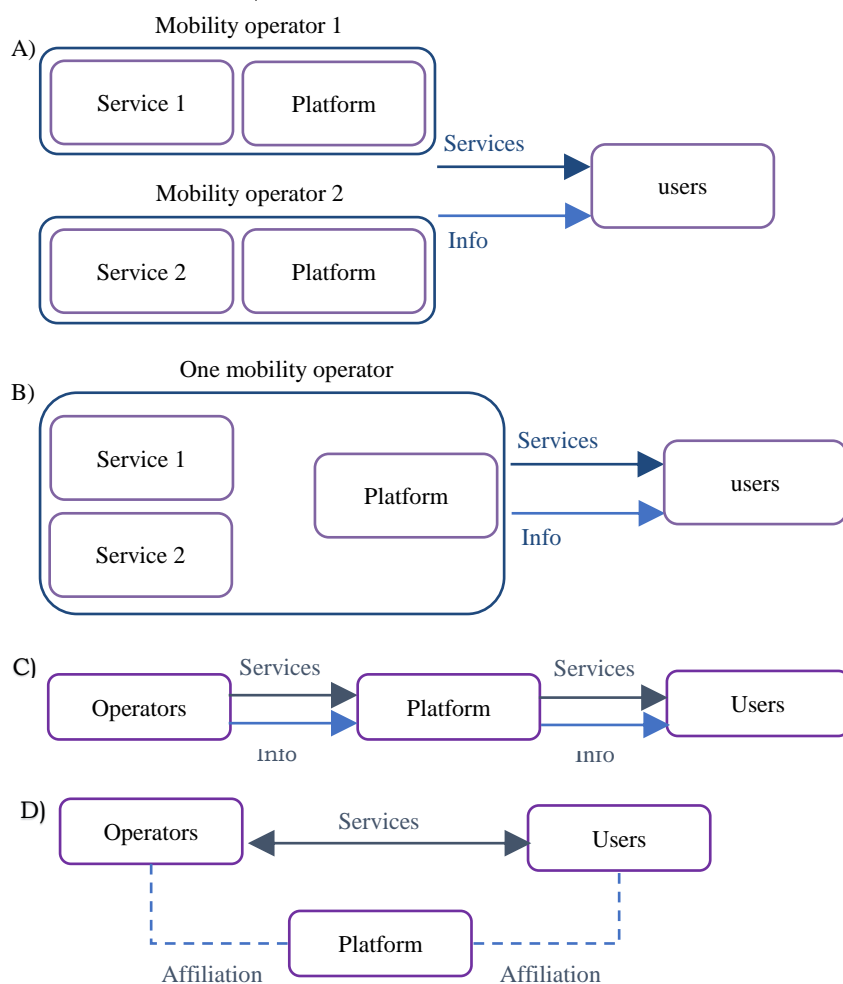 Mobility operator 1
A)
Service 1 Platform
Services
users
Mobility operator 2
Info
Service 2 Platform
One mobility operator
B)
Service 1
Services
Platform
users
Info
Service 2
C)
Services Services
Operators Platform Users
Info Info
D)
Operators Services Users
Platform
Affiliation Affiliation